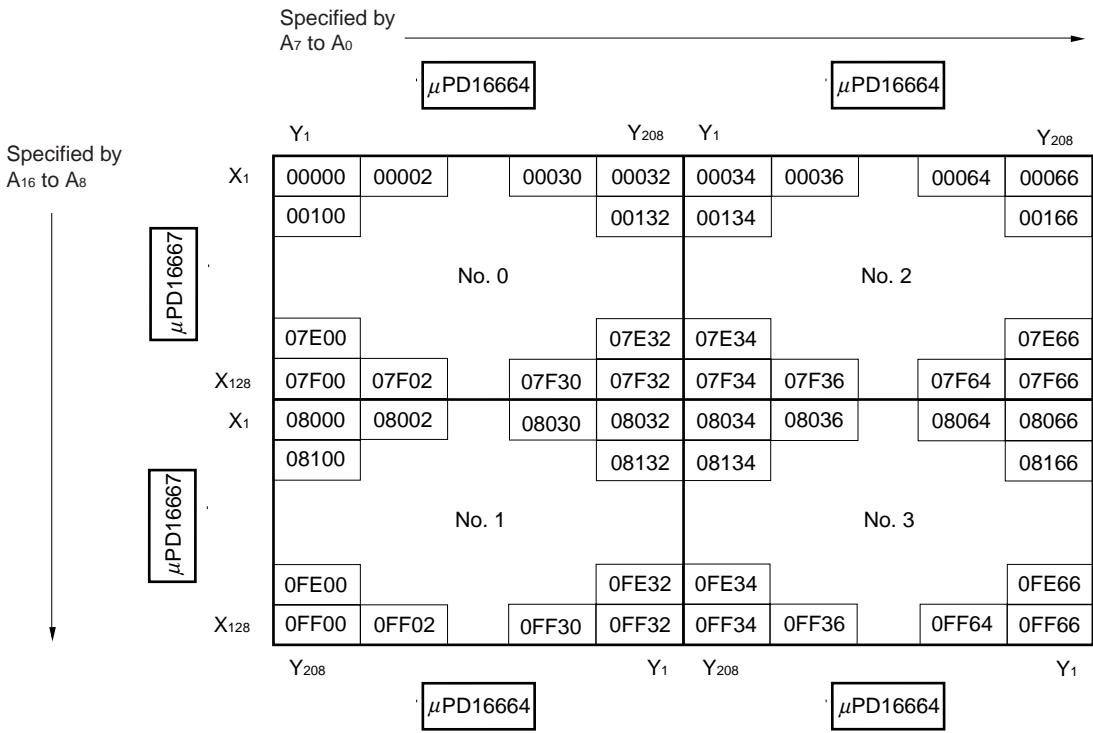 Specified by
A7 to A0
μPD16664 μPD16664
Y1 Y208 Y1 Y208
Specified by
A16 to A8
X1 00000 00002 00030 00032 00034 00036 00064 00066
00100 00132 00134 00166
μPD16667
No. 0 No. 2
07E00 07E32 07E34 07E66
X128 07F00 07F02 07F30 07F32 07F34 07F36 07F64 07F66
X1 08000 08002 08030 08032 08034 08036 08064 08066
08100 08132 08134 08166
μPD16667
No. 1 No. 3
0FE00 0FE32 0FE34 0FE66
X128 0FF00 0FF02 0FF30 0FF32 0FF34 0FF36 0FF64 0FF66
Y208 Y1 Y208 Y1
μPD16664 μPD16664